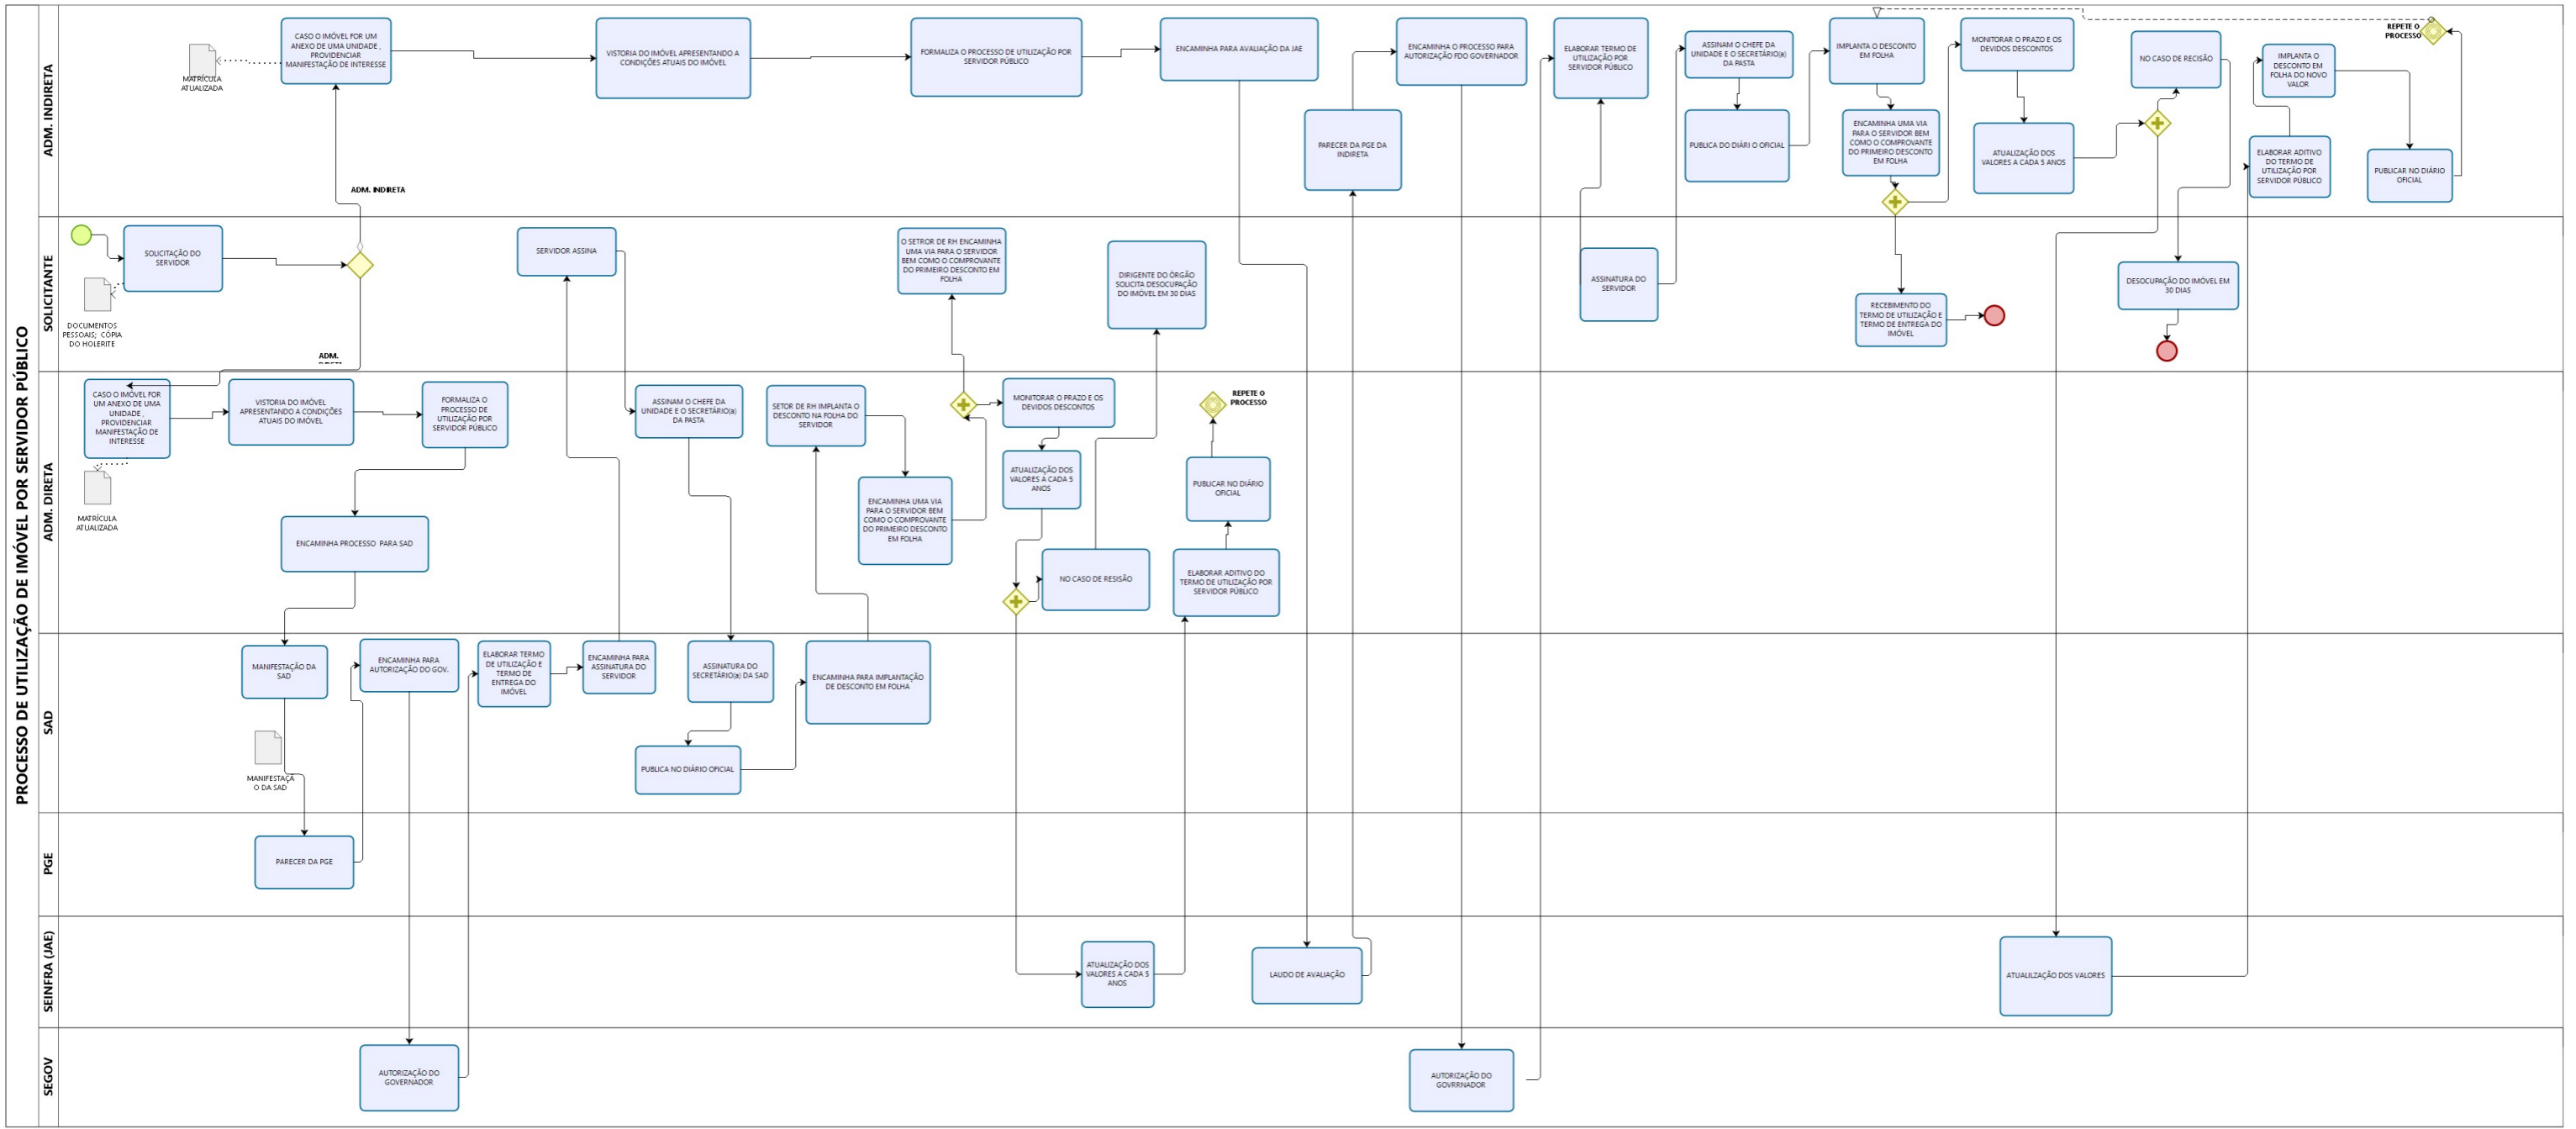 PROCESSO DE UTILIZAÇÃO DE IMÓVEL POR SERVIDOR PÚBLICO
ADM. INDIRETA
MATRÍCULA
ATUALIZADA
CASO O IMÓVEL FOR UM
ANEXO DE UMA UNIDADE ,
PROVIDENCIAR
MANIFESTAÇÃO DE INTERESSE
VISTORIA DO IMÓVEL APRESENTANDO A
CONDIÇÕES ATUAIS DO IMÓVEL
FORMALIZA O PROCESSO DE UTILIZAÇÃO POR
SERVIDOR PÚBLICO
ENCAMINHA PARA AVALIAÇÃO DA JAE
PARECER DA PGE DA
INDIRETA
ENCAMINHA O PROCESSO PARA
AUTORIZAÇÃO FDO GOVERNADOR
ELABORAR TERMO DE
UTILIZAÇÃO POR
SERVIDOR PÚBLICO
ASSINAM O CHEFE DA
UNIDADE E O SECRETÁRIO(a)
DA PASTA
PUBLICA DO DIÁRI O OFICIAL
IMPLANTA O DESCONTO
EM FOLHA
ENCAMINHA UMA VIA
PARA O SERVIDOR BEM
COMO O COMPROVANTE
DO PRIMEIRO DESCONTO
EM FOLHA
MONITORAR O PRAZO E OS
DEVIDOS DESCONTOS
ATUALIZAÇÃO DOS
VALORES A CADA 5 ANOS
NO CASO DE RECISÃO
IMPLANTA O
DESCONTO EM
FOLHA DO NOVO
VALOR
ELABORAR ADITIVO
DO TERMO DE
UTILIZAÇÃO POR
SERVIDOR PÚBLICO
PUBLICAR NO DIÁRIO
OFICIAL
REPETE O
PROCESSO
ADM. INDIRETA
SOLICITANTE
SOLICITAÇÃO DO
SERVIDOR
DOCUMENTOS
PESSOAIS; CÓPIA
DO HOLERITE
ADM.
SERVIDOR ASSINA
O SETROR DE RH ENCAMINHA
UMA VIA PARA O SERVIDOR
BEM COMO O COMPROVANTE
DO PRIMEIRO DESCONTO EM
FOLHA
DIRIGENTE DO ÓRGÃO
SOLICITA DESOCUPAÇÃO
DO IMÓVEL EM 30 DIAS
ASSINATURA DO
SERVIDOR
RECEBIMENTO DO
TERMO DE UTILIZAÇÃO E
TERMO DE ENTREGA DO
IMÓVEL
DESOCUPAÇÃO DO IMÓVEL EM
30 DIAS
ADM. DIRETA
CASO O IMÓVEL FOR
UM ANEXO DE UMA
UNIDADE ,
PROVIDENCIAR
MANIFESTAÇÃO DE
INTERESSE
MATRÍCULA
ATUALIZADA
VISTORIA DO IMÓVEL
APRESENTANDO A CONDIÇÕES
ATUAIS DO IMÓVEL
FORMALIZA O
PROCESSO DE
UTILIZAÇÃO POR
SERVIDOR PÚBLICO
ENCAMINHA PROCESSO PARA SAD
ASSINAM O CHEFE DA
UNIDADE E O SECRETÁRIO(a)
DA PASTA
SETOR DE RH IMPLANTA O
DESCONTO NA FOLHA DO
SERVIDOR
ENCAMINHA UMA VIA
PARA O SERVIDOR BEM
COMO O COMPROVANTE
DO PRIMEIRO DESCONTO
EM FOLHA
MONITORAR O PRAZO E OS
DEVIDOS DESCONTOS
ATUALIZAÇÃO DOS
VALORES A CADA 5
ANOS
NO CASO DE RESISÃO
REPETE O
PROCESSO
PUBLICAR NO DIÁRIO
OFICIAL
ELABORAR ADITIVO DO
TERMO DE UTILIZAÇÃO POR
SERVIDOR PÚBLICO
SAD
MANIFESTAÇÃO DA
SAD
MANIFESTAÇÃ
O DA SAD
ENCAMINHA PARA
AUTORIZAÇÃO DO GOV.
ELABORAR TERMO
DE UTILIZAÇÃO E
TERMO DE
ENTREGA DO
IMÓVEL
ENCAMINHA PARA
ASSINATURA DO
SERVIDOR
ASSINATURA DO
SECRETÁRIO(a) DA SAD
PUBLICA NO DIÁRIO OFICIAL
ENCAMINHA PARA IMPLANTAÇÃO
DE DESCONTO EM FOLHA
PGE
PARECER DA PGE
SEINFRA (JAE)
ATUALIZAÇÃO DOS
VALORES A CADA 5
ANOS
LAUDO DE AVALIAÇÃO
ATUALILZAÇÃO DOS VALORES
SEGOV
AUTORIZAÇÃO DO
GOVERNADOR
AUTORIZAÇÃO DO
GOVRRNADOR